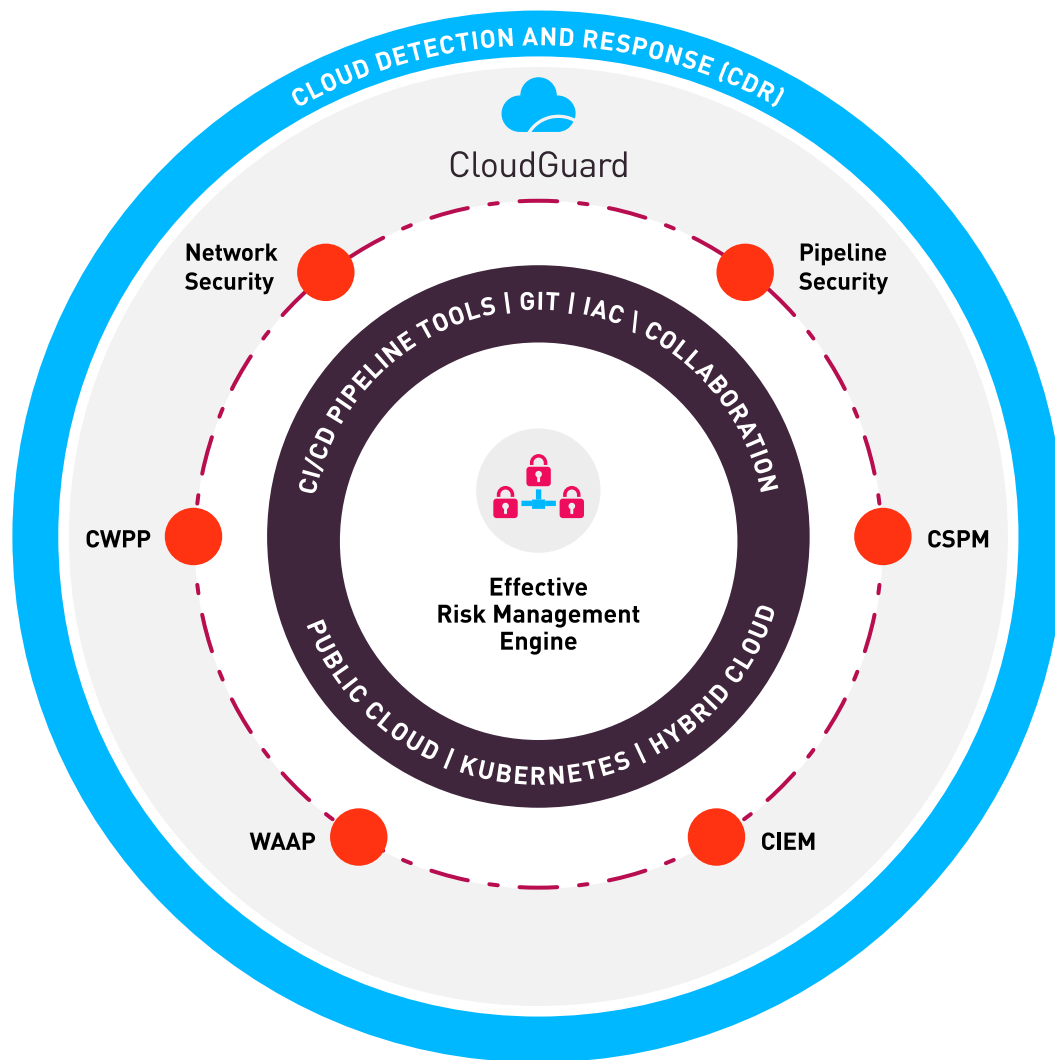 CLOUD DETECTION AND RESPONSE (CDR)
CloudGuard
Network
Security
Pipeline
Security
CI/CD PIPELINE TOOLS | GIT | IAC \ COLLABORATION
CWPP
CSPM
Effective
Risk Management
Engine
PUBLIC CLOUD | KUBERNETES | HYBRID CLOUD
WAAP
CIEM